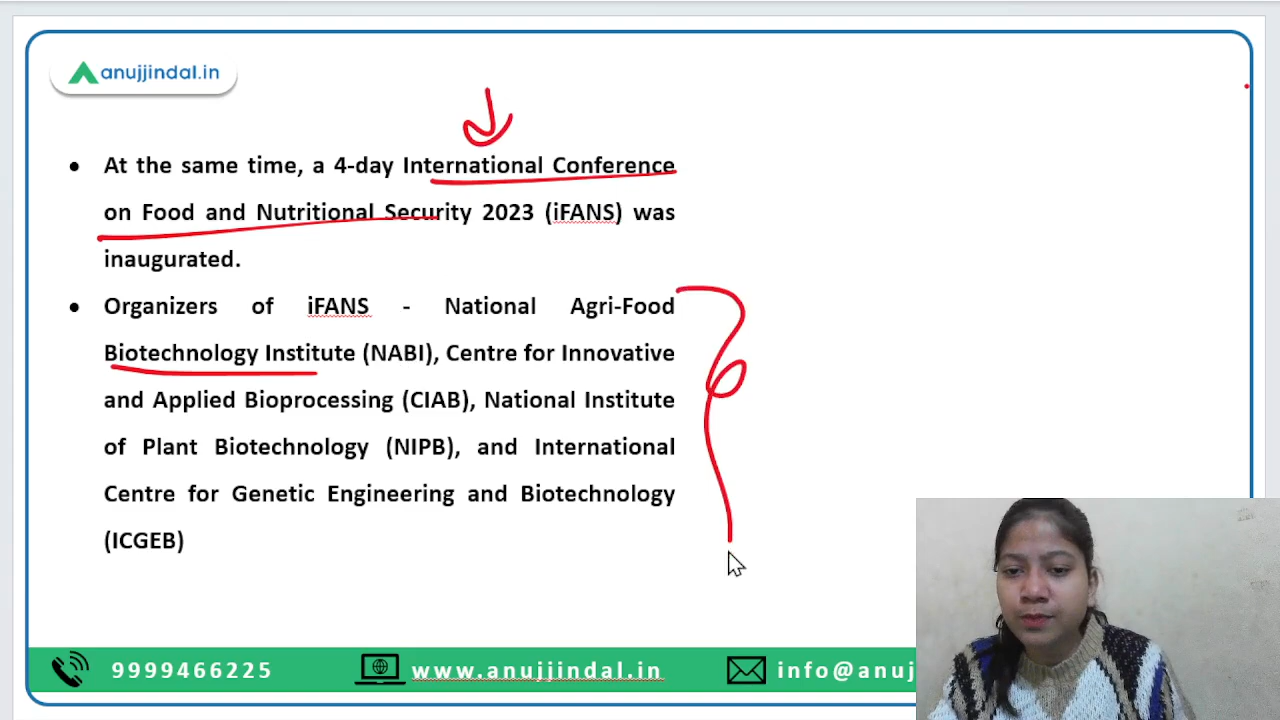 anujjindal.in
• At the same time, a 4-day International Conference
on Food and Nutritional Security 2023 (iFANS) was
inaugurated.
• Organizers of iFANS - National Agri-Food
Biotechnology Institute (NABI), Centre for Innovative
and Applied Bioprocessing (CIAB), National Institute
of Plant Biotechnology (NIPB), and International
Centre for Genetic Engineering and Biotechnology
(ICGEB)
9999466225 www.anujjindal.in info@anuj